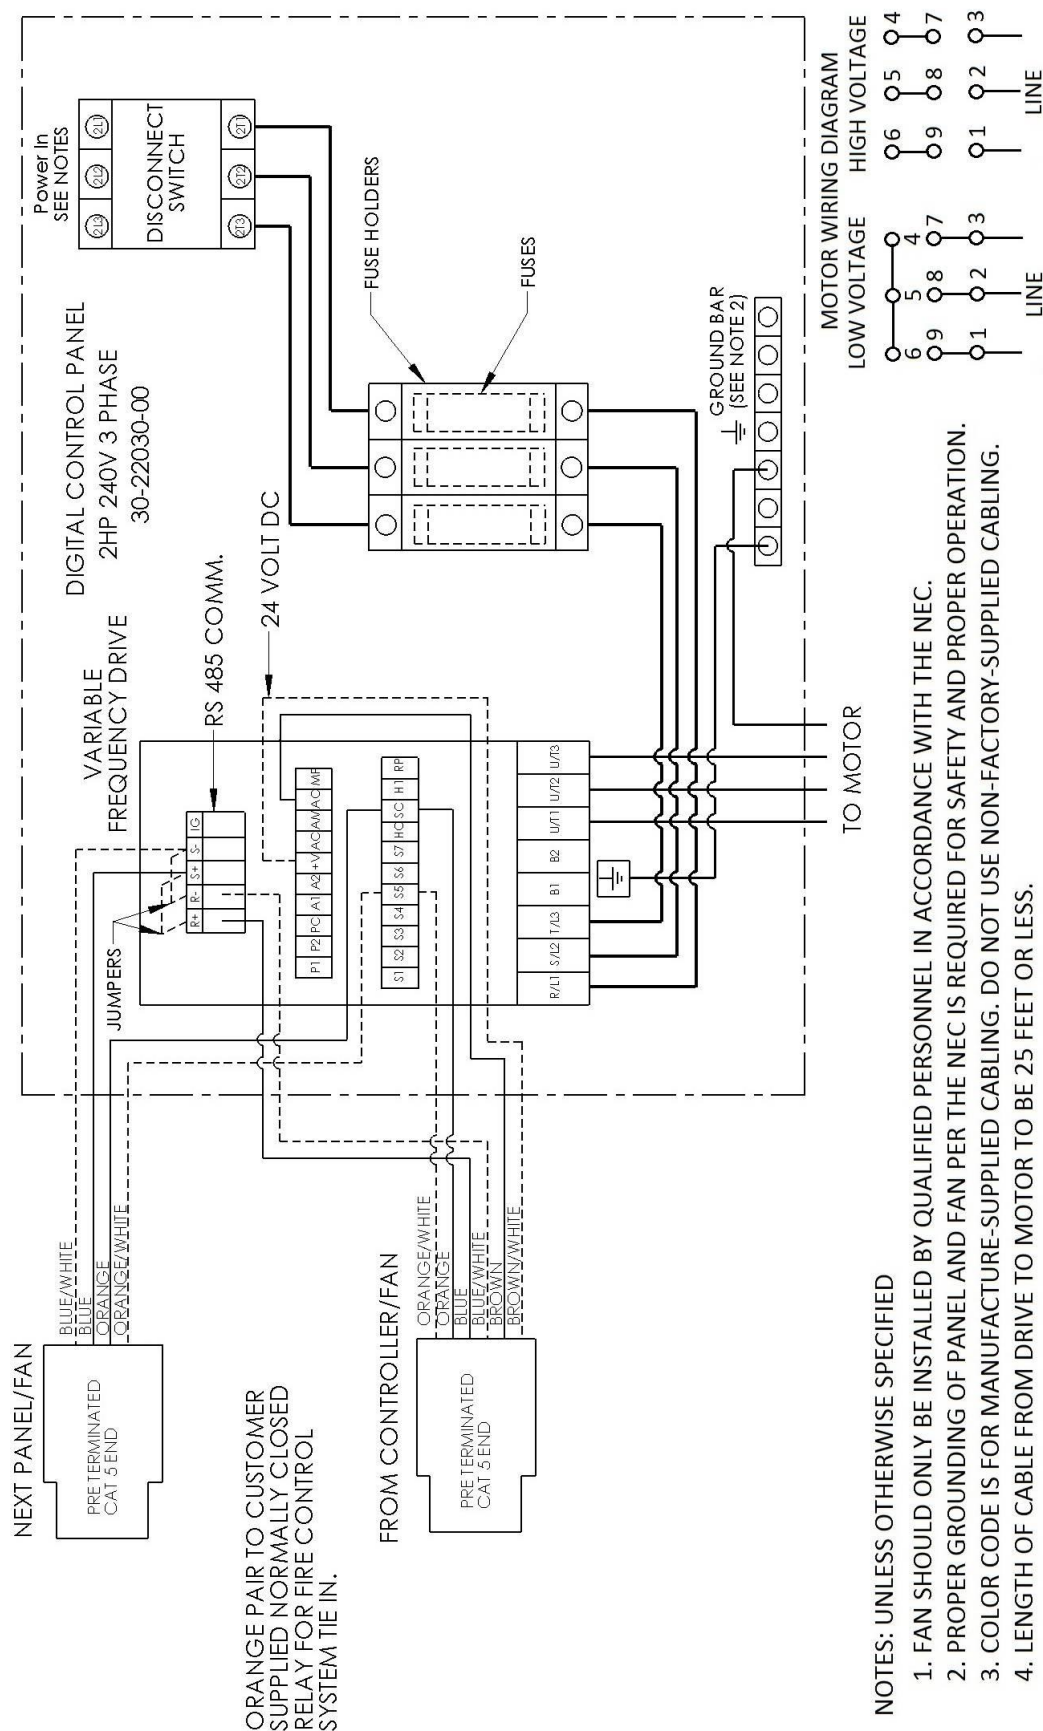 Power In
SEE NOTES
2L3 2L2 2L1
DISCONNECT
SWITCH
2T3 2T2 2T1
DIGITAL CONTROL PANEL
2HP 240V 3 PHASE
30-22030-00
VARIABLE
FREQUENCY DRIVE
RS 485 COMM.
24 VOLT DC
FUSE HOLDERS
FUSES
GROUND BAR
(SEE NOTE 2)
JUMPERS
R+ R- S+ S- IG
P1 P2 PC A1 A2 +V AC AM AC MP
S1 S2 S3 S4 S5 S6 S7 HC SC H1 RP
R/L1 S/L2 T/L3 B1 B2 U/T1 U/T2 U/T3
TO MOTOR
NEXT PANEL/FAN
PRETERMINATED
CAT 5 END
BLUE/WHITE
BLUE
ORANGE
ORANGE/WHITE
ORANGE PAIR TO CUSTOMER
SUPPLIED NORMALLY CLOSED
RELAY FOR FIRE CONTROL
SYSTEM TIE IN.
FROM CONTROLLER/FAN
PRETERMINATED
CAT 5 END
ORANGE/WHITE
ORANGE
BLUE
BLUE/WHITE
BROWN
BROWN/WHITE
MOTOR WIRING DIAGRAM
LOW VOLTAGE
6 5 4
9 8 7
1 2 3
LINE
HIGH VOLTAGE
6 5 4
9 8 7
1 2 3
LINE
NOTES: UNLESS OTHERWISE SPECIFIED
1. FAN SHOULD ONLY BE INSTALLED BY QUALIFIED PERSONNEL IN ACCORDANCE WITH THE NEC.
2. PROPER GROUNDING OF PANEL AND FAN PER THE NEC IS REQUIRED FOR SAFETY AND PROPER OPERATION.
3. COLOR CODE IS FOR MANUFACTURE-SUPPLIED CABLING. DO NOT USE NON-FACTORY-SUPPLIED CABLING.
4. LENGTH OF CABLE FROM DRIVE TO MOTOR TO BE 25 FEET OR LESS.